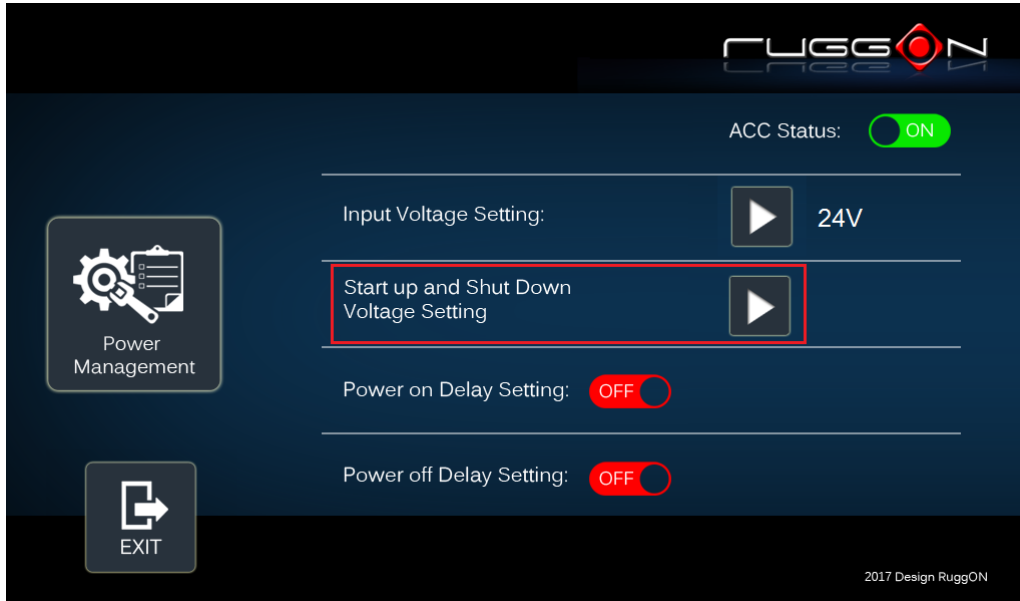 RUGGON
ACC Status: ON
Input Voltage Setting: 24V
Start up and Shut Down
Voltage Setting
Power
Management
Power on Delay Setting: OFF
Power off Delay Setting: OFF
EXIT
2017 Design RuggON